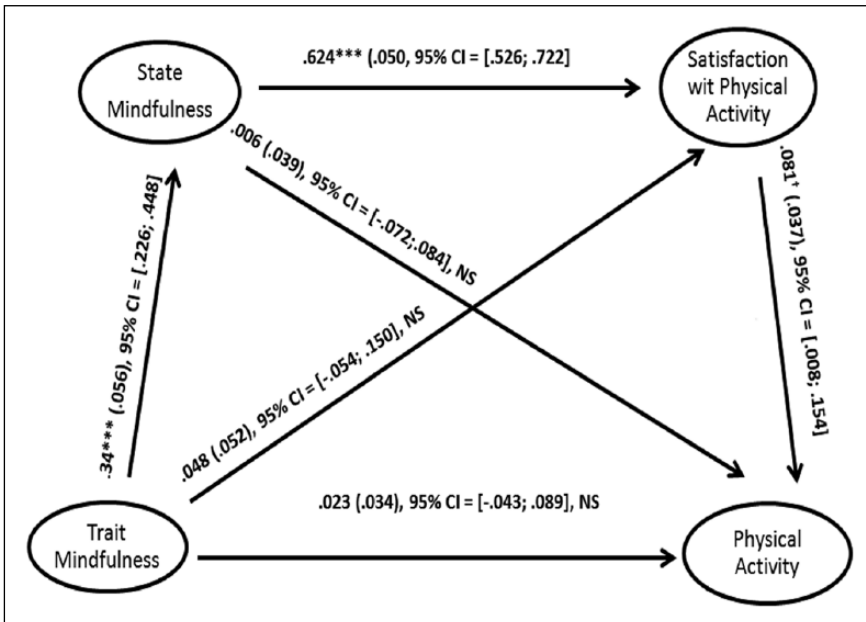 State
Mindfulness
.624*** (.050, 95% CI = [.526; .722]
Satisfaction
wit Physical
Activity
.006 (.039), 95% CI = [-.072;.084], NS
.081† (.037), 95% CI = [.008; .154]
.34*** (.056), 95% CI = [.226; .448]
.048 (.052), 95% CI = [-.054; .150], NS
.023 (.034), 95% CI = [-.043; .089], NS
Trait
Mindfulness
Physical
Activity